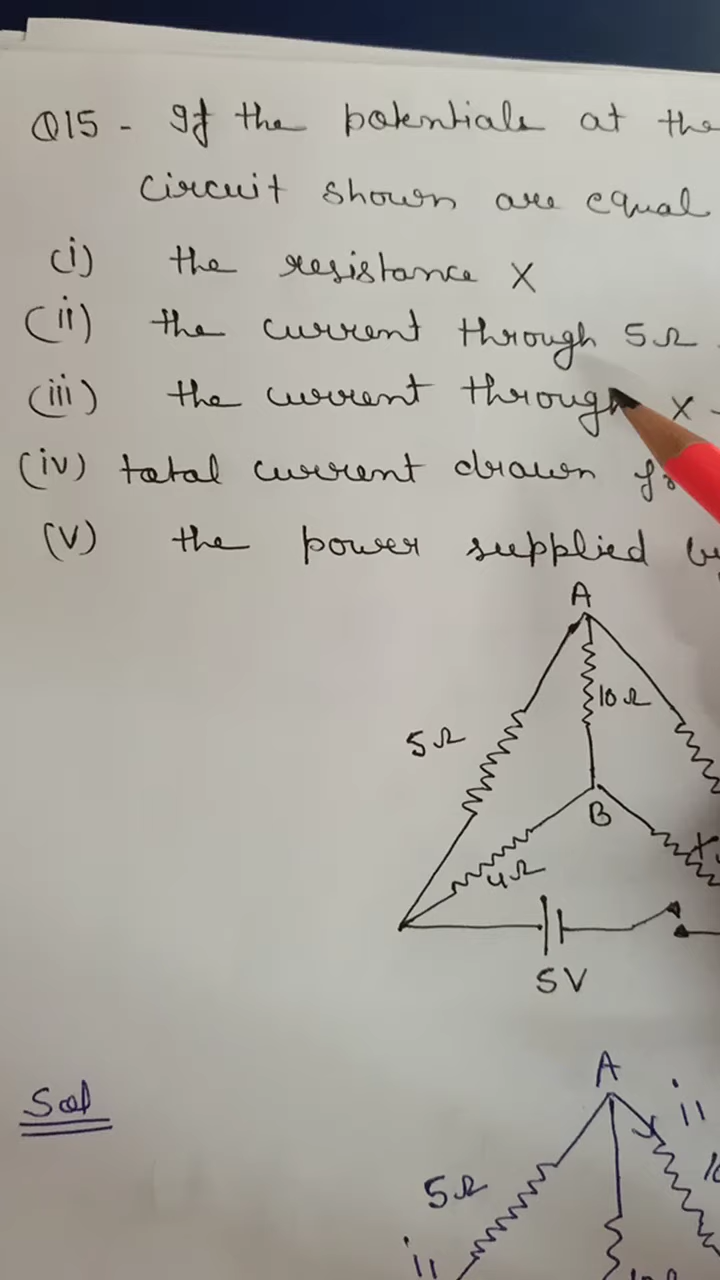 Q15 - If the potentials at the
circuit shown are equal
(i) the resistance X
(ii) the current through 5Ω
(iii) the current through X
(iv) total current drawn
(v) the power supplied
A
10Ω
5Ω
B
X
4Ω
5V
Sol
A
i1
5Ω
i1